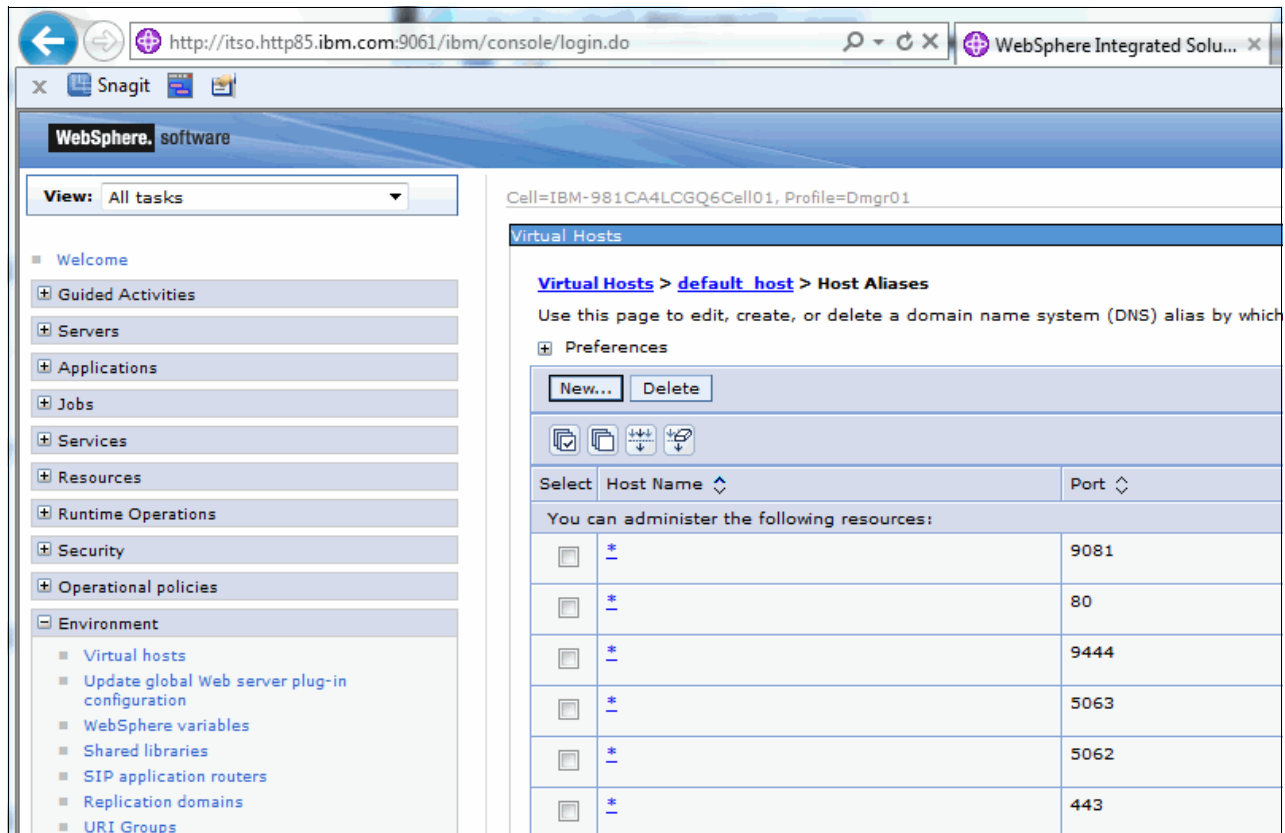 http://itso.http85.ibm.com:9061/ibm/console/login.do
WebSphere Integrated Solu...
Snagit
WebSphere. software
View: All tasks
Cell=IBM-981CA4LCGQ6Cell01, Profile=Dmgr01
Virtual Hosts
Welcome
Guided Activities
Servers
Applications
Jobs
Services
Resources
Runtime Operations
Security
Operational policies
Environment
Virtual hosts
Update global Web server plug-in
configuration
WebSphere variables
Shared libraries
SIP application routers
Replication domains
URI Groups
Virtual Hosts > default_host > Host Aliases
Use this page to edit, create, or delete a domain name system (DNS) alias by which
Preferences
New... Delete
Select Host Name Port
You can administer the following resources:
* 9081
* 80
* 9444
* 5063
* 5062
* 443